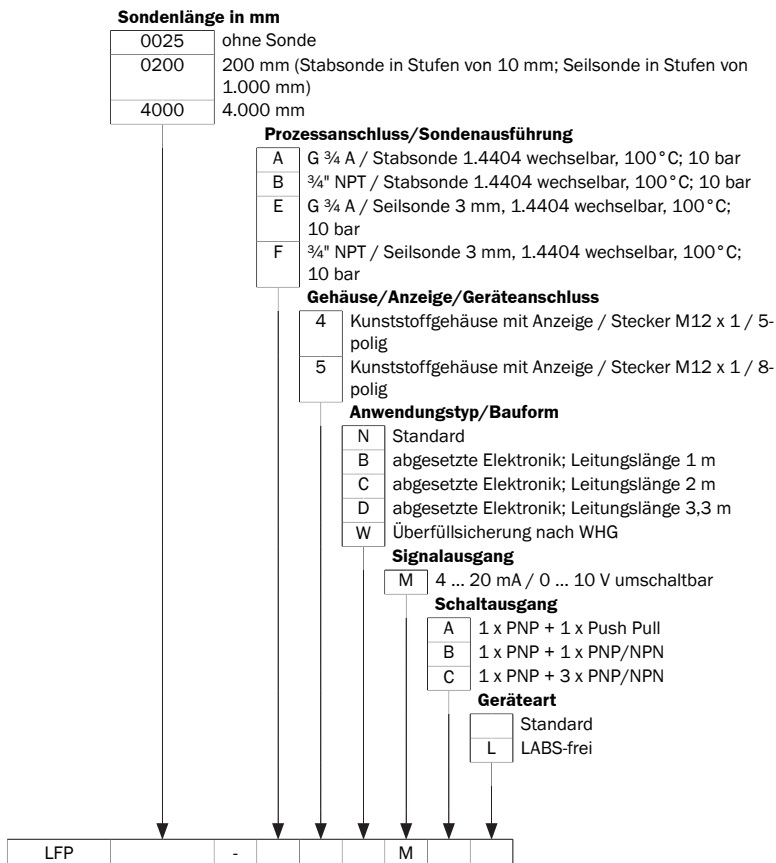 Sondenlänge in mm
0025 ohne Sonde
0200 200 mm (Stabsonde in Stufen von 10 mm; Seilsonde in Stufen von
1.000 mm)
4000 4.000 mm
Prozessanschluss/Sondenausführung
A G ¾ A / Stabsonde 1.4404 wechselbar, 100°C; 10 bar
B ¾" NPT / Stabsonde 1.4404 wechselbar, 100°C; 10 bar
E G ¾ A / Seilsonde 3 mm, 1.4404 wechselbar, 100°C;
10 bar
F ¾" NPT / Seilsonde 3 mm, 1.4404 wechselbar, 100°C;
10 bar
Gehäuse/Anzeige/Geräteanschluss
4 Kunststoffgehäuse mit Anzeige / Stecker M12 x 1 / 5-
polig
5 Kunststoffgehäuse mit Anzeige / Stecker M12 x 1 / 8-
polig
Anwendungstyp/Bauform
N Standard
B abgesetzte Elektronik; Leitungslänge 1 m
C abgesetzte Elektronik; Leitungslänge 2 m
D abgesetzte Elektronik; Leitungslänge 3,3 m
W Überfüllsicherung nach WHG
Signalausgang
M 4 ... 20 mA / 0 ... 10 V umschaltbar
Schaltausgang
A 1 x PNP + 1 x Push Pull
B 1 x PNP + 1 x PNP/NPN
C 1 x PNP + 3 x PNP/NPN
Geräteart
Standard
L LABS-frei
LFP - M